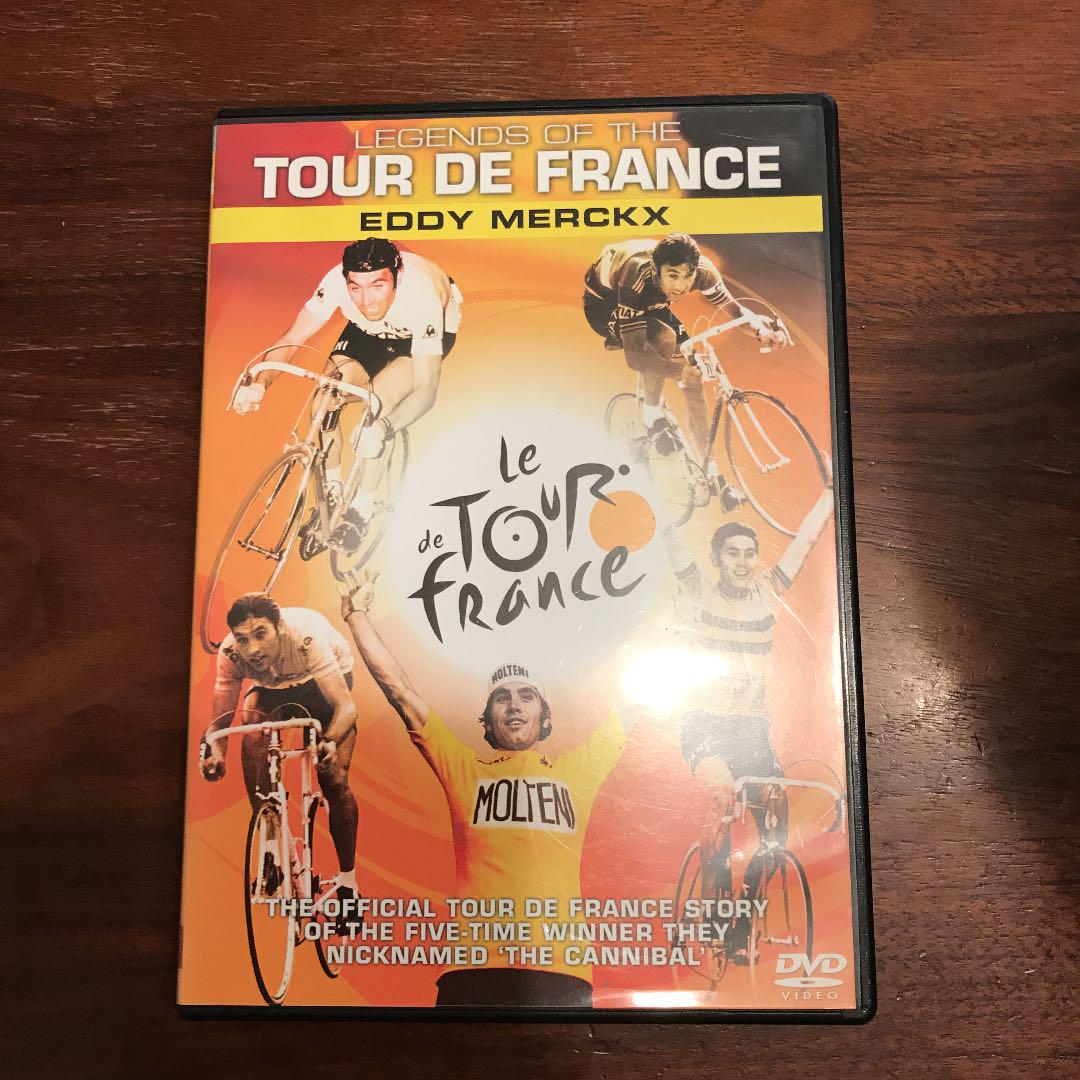 LEGENDS OF THE
TOUR DE FRANCE
EDDY MERCKX
Le
de TOUR
fRance
MOLTENI
MOLTENI
THE OFFICIAL TOUR DE FRANCE STORY
OF THE FIVE-TIME WINNER THEY
NICKNAMED 'THE CANNIBAL'
DVD
VIDEO